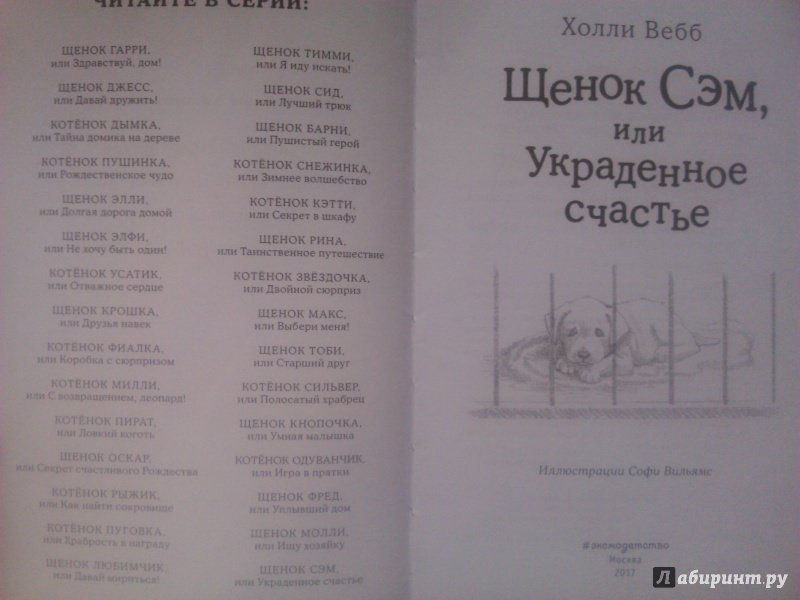 ЧИТАЙТЕ В СЕРИИ:
ЩЕНОК ГАРРИ,
или Здравствуй, дом!
ЩЕНОК ДЖЕСС,
или Давай дружить!
КОТЁНОК ДЫМКА,
или Тайна домика на дереве
КОТЁНОК ПУШИНКА,
или Рождественское чудо
ЩЕНОК ЭЛЛИ,
или Долгая дорога домой
ЩЕНОК ЭЛФИ,
или Не хочу быть один!
КОТЁНОК УСАТИК,
или Отважное сердце
ЩЕНОК КРОШКА,
или Друзья навек
КОТЁНОК ФИАЛКА,
или Коробка с сюрпризом
КОТЁНОК МИЛЛИ,
или С возвращением, леопард!
КОТЁНОК ПИРАТ,
или Ловкий коготь
ЩЕНОК ОСКАР,
или Секрет счастливого Рождества
КОТЁНОК РЫЖИК,
или Как найти сокровище
КОТЁНОК ПУГОВКА,
или Храбрость в награду
ЩЕНОК ЛЮБИМЧИК,
или Давай мириться!
ЩЕНОК ТИММИ,
или Я иду искать!
ЩЕНОК СИД,
или Лучший трюк
ЩЕНОК БАРНИ,
или Пушистый герой
КОТЁНОК СНЕЖИНКА,
или Зимнее волшебство
КОТЁНОК КЭТТИ,
или Секрет в шкафу
ЩЕНОК РИНА,
или Таинственное путешествие
КОТЁНОК ЗВЁЗДОЧКА,
или Двойной сюрприз
ЩЕНОК МАКС,
или Выбери меня!
ЩЕНОК ТОБИ,
или Старший друг
КОТЁНОК СИЛЬВЕР,
или Полосатый храбрец
ЩЕНОК КНОПОЧКА,
или Умная малышка
КОТЁНОК ОДУВАНЧИК,
или Игра в прятки
ЩЕНОК ФРЕД,
или Уплывший дом
ЩЕНОК МОЛЛИ,
или Ищу хозяйку
ЩЕНОК СЭМ,
или Украденное счастье
Холли Вебб
Щенок Сэм,
или
Украденное
счастье
Иллюстрации Софи Вильямс
#эксмодетство
Москва
2017
Лабиринт.ру